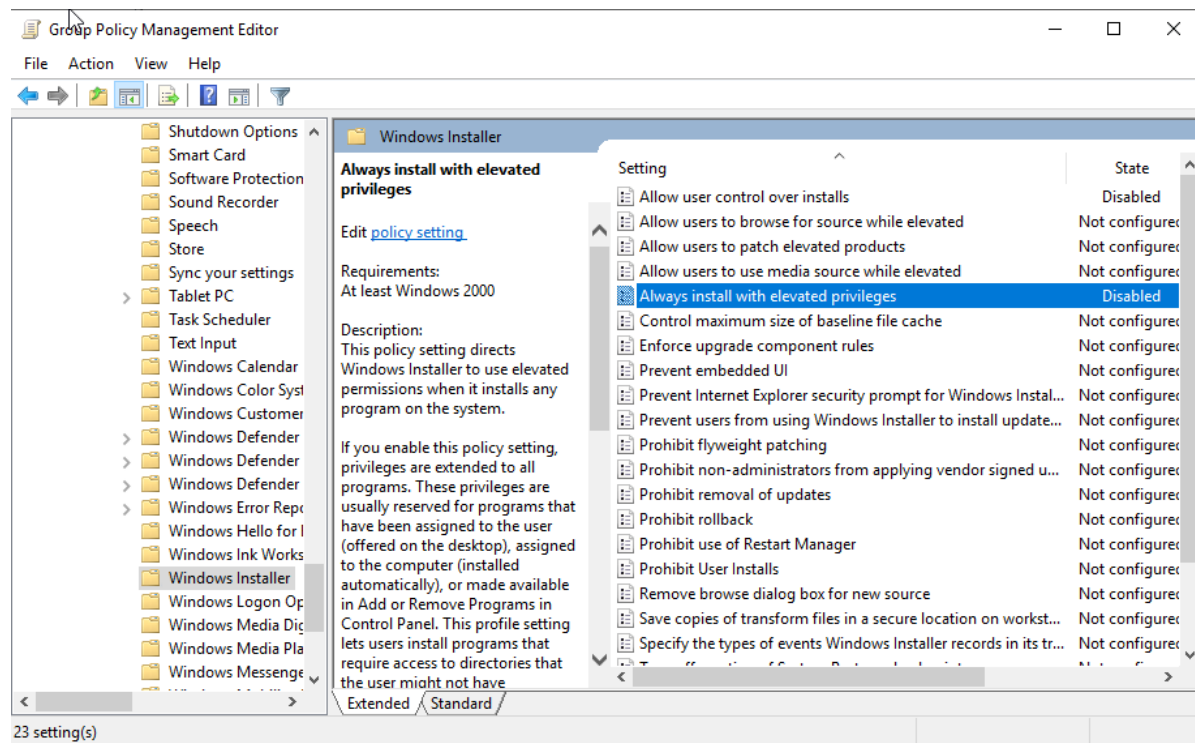 Group Policy Management Editor
File Action View Help
Shutdown Options
Smart Card
Software Protection
Sound Recorder
Speech
Store
Sync your settings
Tablet PC
Task Scheduler
Text Input
Windows Calendar
Windows Color Syst
Windows Customer
Windows Defender
Windows Defender
Windows Defender
Windows Error Repo
Windows Hello for
Windows Ink Works
Windows Installer
Windows Logon Op
Windows Media Dig
Windows Media Pla
Windows Messenge
Windows Installer
Always install with elevated
privileges
Edit policy setting
Requirements:
At least Windows 2000
Description:
This policy setting directs
Windows Installer to use elevated
permissions when it installs any
program on the system.
If you enable this policy setting,
privileges are extended to all
programs. These privileges are
usually reserved for programs that
have been assigned to the user
(offered on the desktop), assigned
to the computer (installed
automatically), or made available
in Add or Remove Programs in
Control Panel. This profile setting
lets users install programs that
require access to directories that
the user might not have
Setting State
Allow user control over installs Disabled
Allow users to browse for source while elevated Not configured
Allow users to patch elevated products Not configured
Allow users to use media source while elevated Not configured
Always install with elevated privileges Disabled
Control maximum size of baseline file cache Not configured
Enforce upgrade component rules Not configured
Prevent embedded UI Not configured
Prevent Internet Explorer security prompt for Windows Instal... Not configured
Prevent users from using Windows Installer to install update... Not configured
Prohibit flyweight patching Not configured
Prohibit non-administrators from applying vendor signed u... Not configured
Prohibit removal of updates Not configured
Prohibit rollback Not configured
Prohibit use of Restart Manager Not configured
Prohibit User Installs Not configured
Remove browse dialog box for new source Not configured
Save copies of transform files in a secure location on workst... Not configured
Specify the types of events Windows Installer records in its tr... Not configured
Extended Standard
23 setting(s)